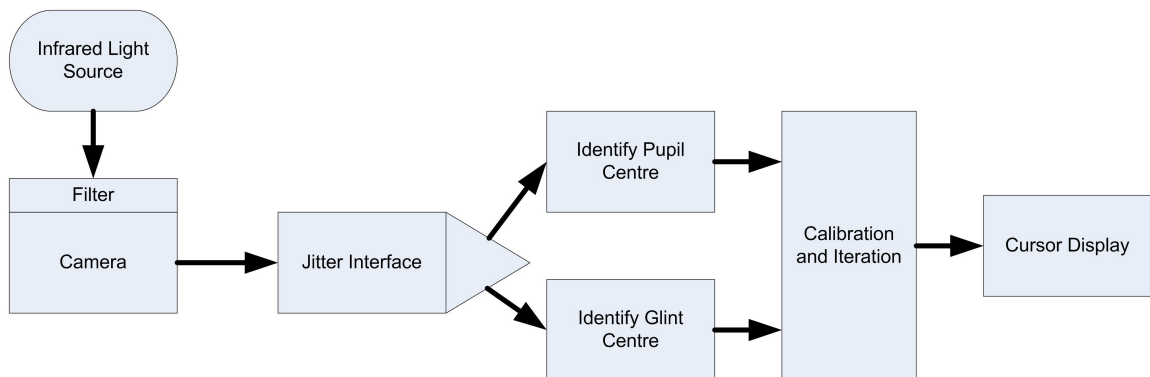 Infrared Light
Source
Filter
Camera
Jitter Interface
Identify Pupil
Centre
Identify Glint
Centre
Calibration
and Iteration
Cursor Display